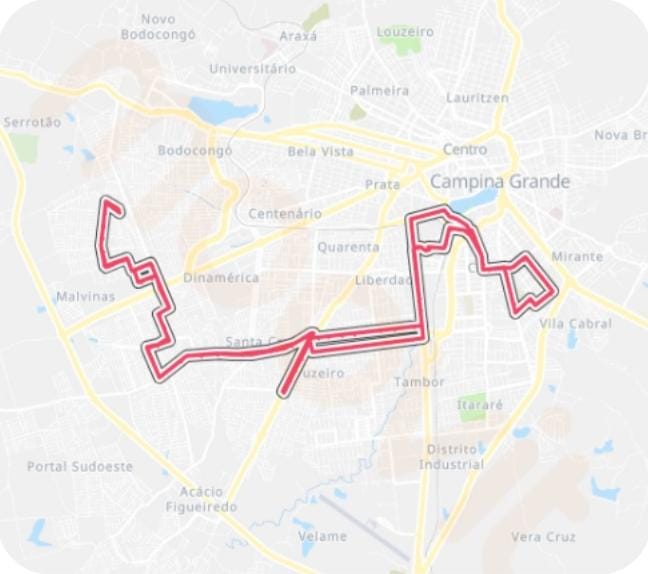 Novo
Bodocongó
Araxá
Louzeiro
Universitário
Palmeira
Lauritzen
Serrotão
Nova Br
Bodocongó
Bela Vista
Centro
Campina Grande
Prata
Centenário
Quarenta
Mirante
Dinamérica
Liberdad
C
Malvinas
Vila Cabral
Santa C
uzeiro
Tambor
Itararé
Distrito
Industrial
Portal Sudoeste
Acácio
Figueiredo
Velame
Vera Cruz